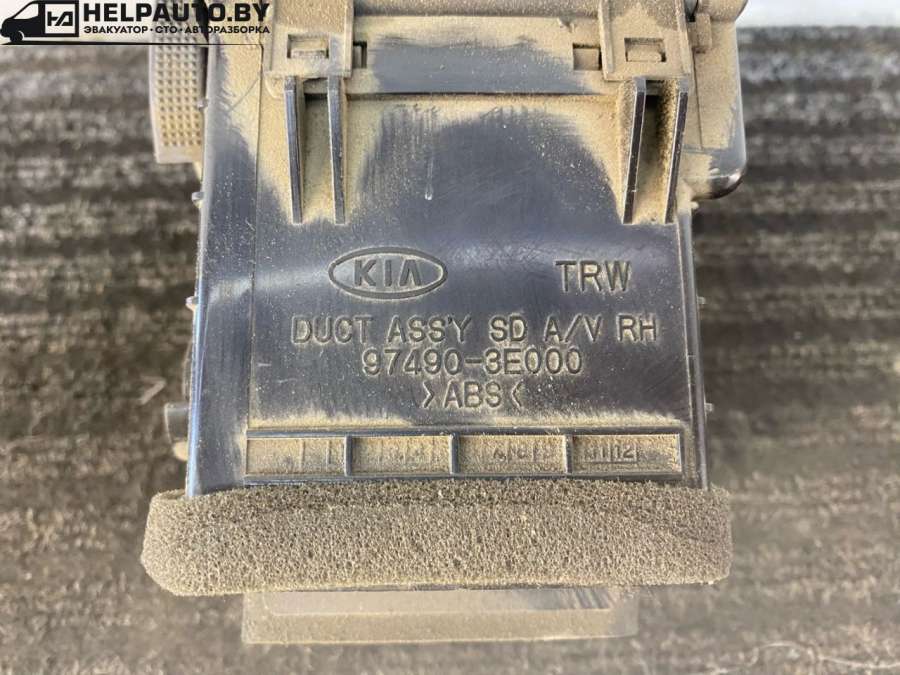 HELPAUTO.BY
ЭВАКУАТОР • СТО • АВТОРАЗБОРКА
KIA TRW
DUCT ASS'Y SD A/V RH
97490-3E000
>ABS<